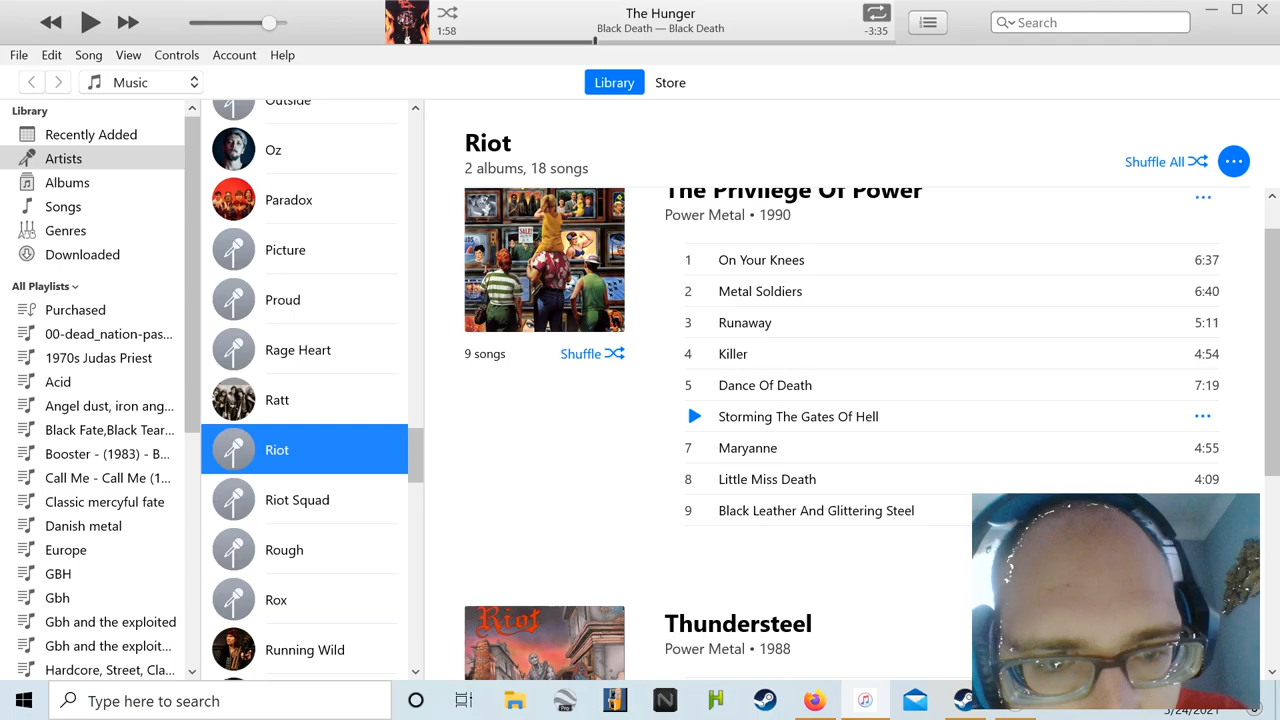 The Hunger
1:58
Black Death — Black Death
-3:35
Search
File Edit Song View Controls Account Help
Music
Library Store
Library
Recently Added
Artists
Albums
Songs
Genres
Downloaded
All Playlists
Purchased
00-dead_nation-pas...
1970s Judas Priest
Acid
Angel dust, iron ang...
Black Fate,Black Tear...
Booster - (1983) - B...
Call Me - Call Me (1...
Classic mercyful fate
Danish metal
Europe
GBH
Gbh
Gbh and the exploited
Gbh and the exploit...
Hardcore, Street, Cla...
Outside
Oz
Paradox
Picture
Proud
Rage Heart
Ratt
Riot
Riot Squad
Rough
Rox
Running Wild
Riot
2 albums, 18 songs
Shuffle All
The Privilege Of Power
Power Metal • 1990
SALE!
9 songs Shuffle
1 On Your Knees 6:37
2 Metal Soldiers 6:40
3 Runaway 5:11
4 Killer 4:54
5 Dance Of Death 7:19
Storming The Gates Of Hell
7 Maryanne 4:55
8 Little Miss Death 4:09
9 Black Leather And Glittering Steel
Riot
Thundersteel
Power Metal • 1988
Type here to search
Pro
N
H
5/24/2021